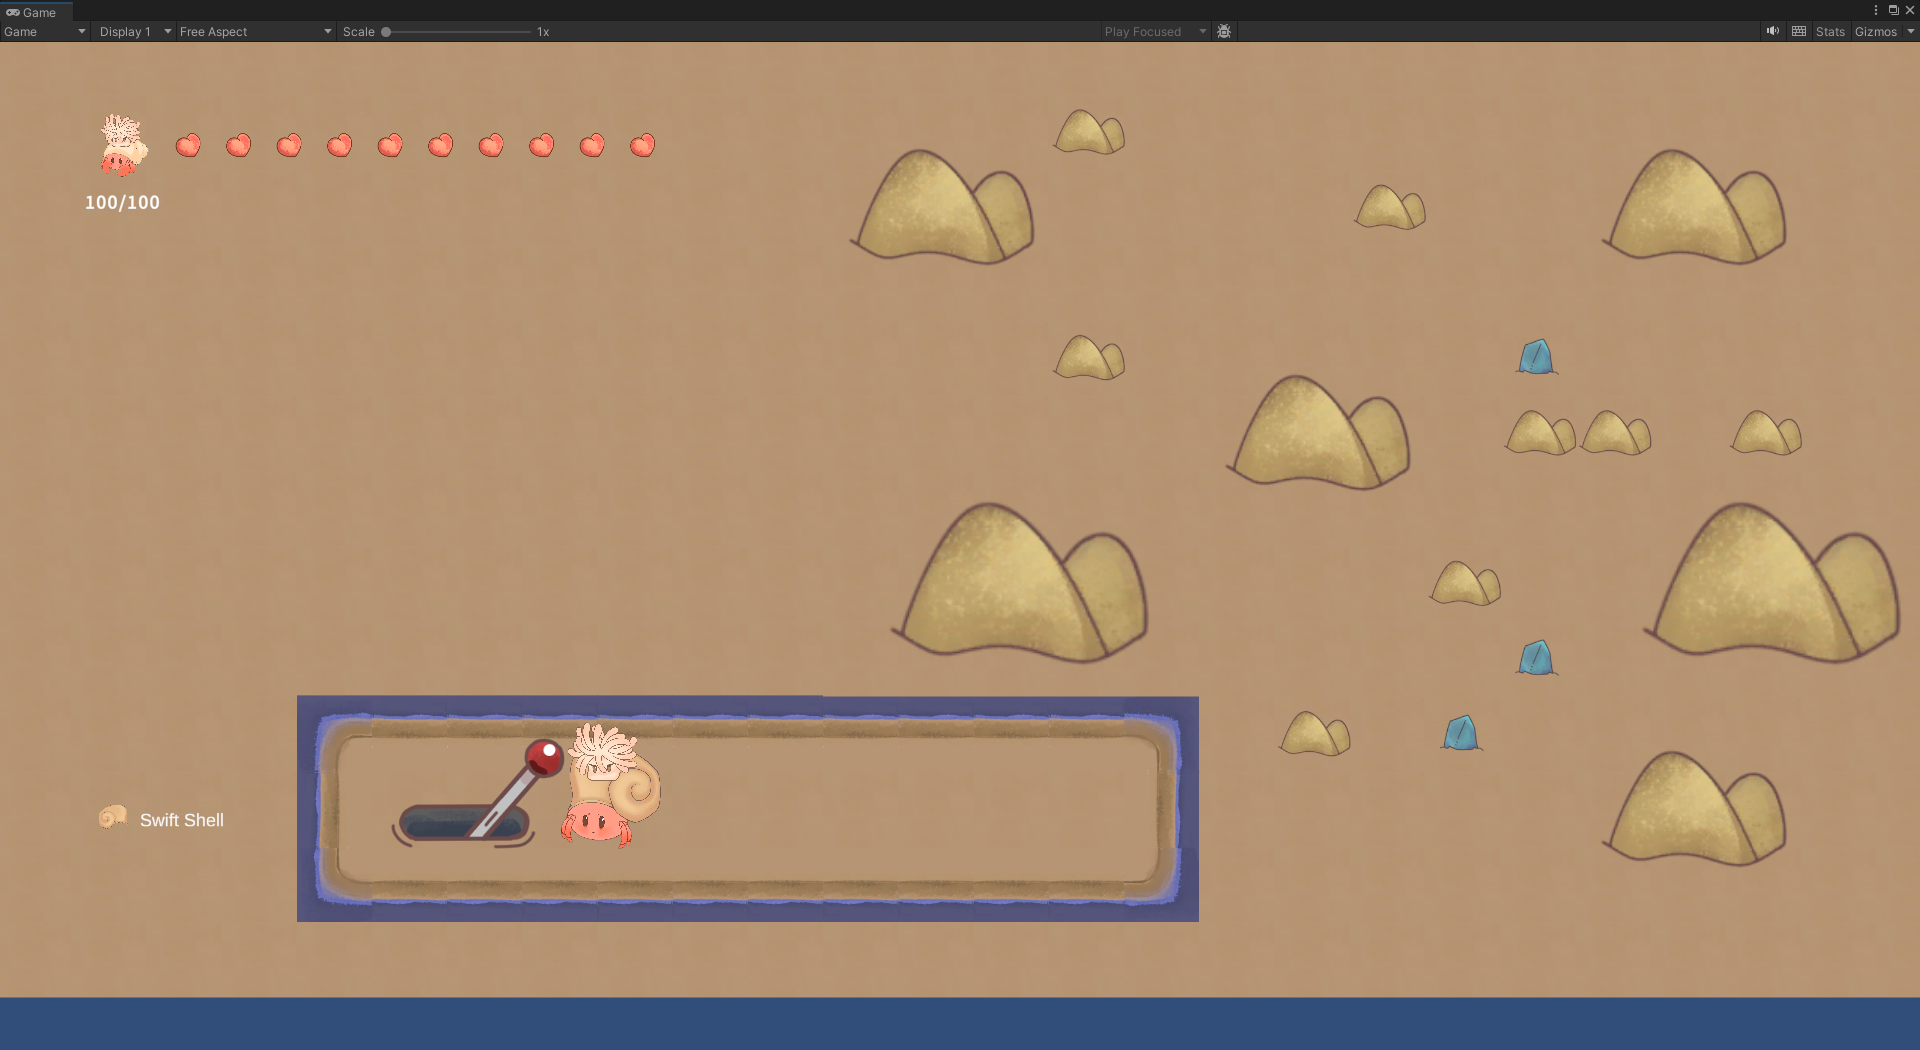 Game
Game Display 1 Free Aspect Scale 1x Play Focused Stats Gizmos
100/100
Swift Shell